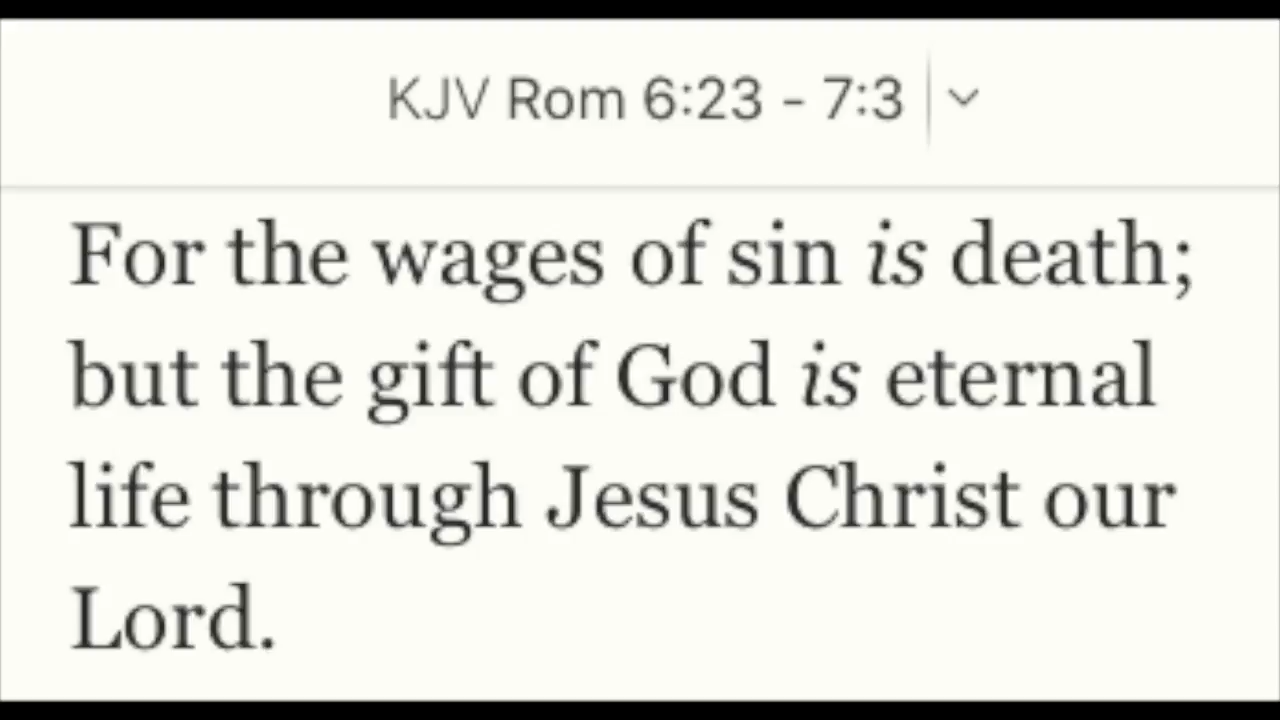 KJV Rom 6:23 - 7:3
For the wages of sin is death;
but the gift of God is eternal
life through Jesus Christ our
Lord.